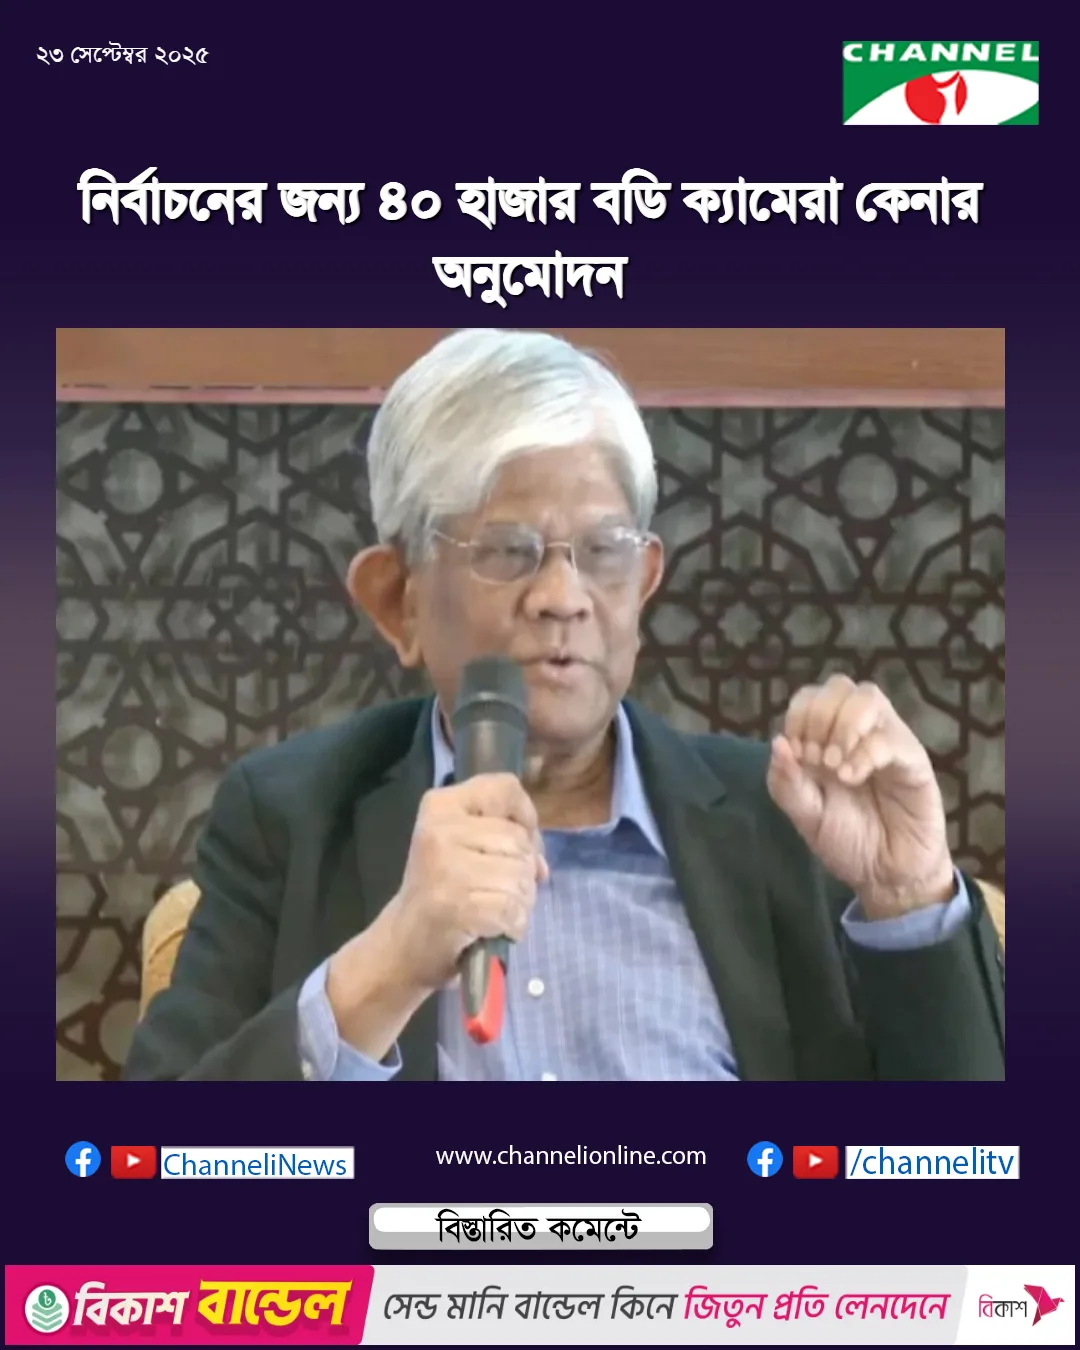 ২৩ সেপ্টেম্বর ২০২৫
CHANNEL
নির্বাচনের জন্য ৪০ হাজার বডি ক্যামেরা কেনার
অনুমোদন
ChanneliNews
www.channelionline.com
/channelitv
বিস্তারিত কমেন্টে
বিকাশ বান্ডেল
সেন্ড মানি বান্ডেল কিনে জিতুন প্রতি লেনদেনে
বিকাশ